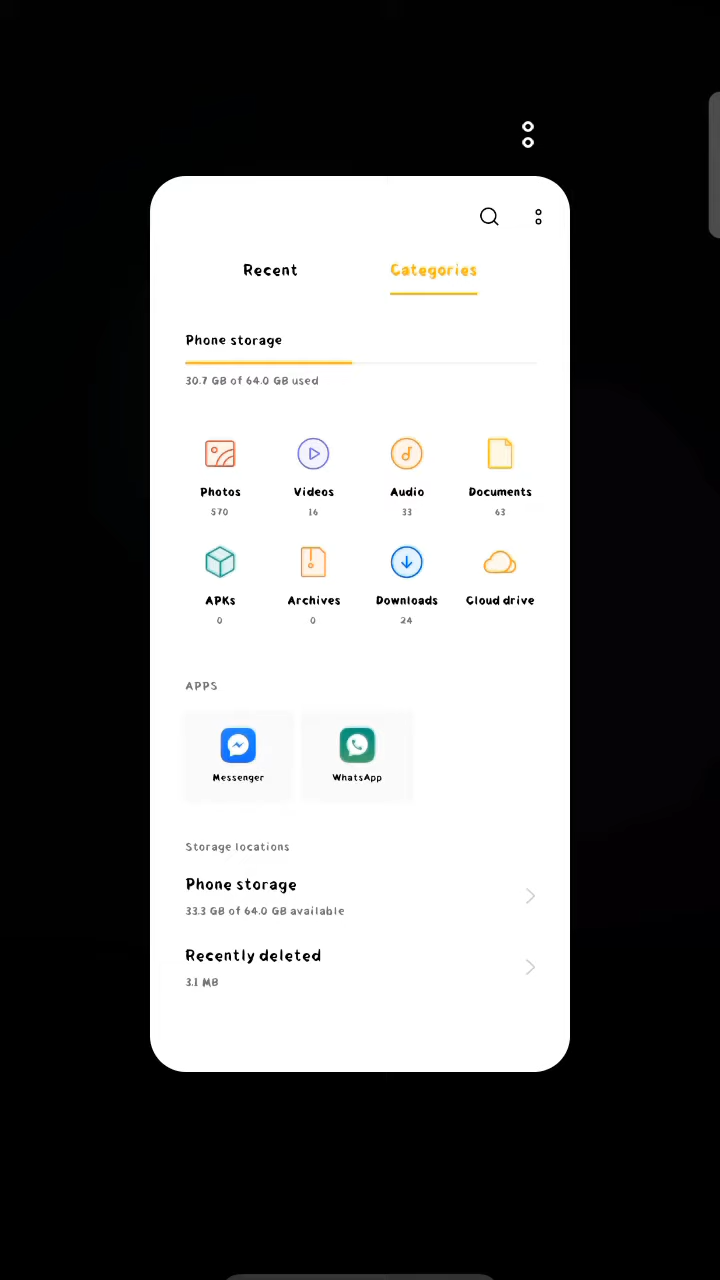 Recent Categories
Phone storage
30.7 GB of 64.0 GB used
Photos Videos Audio Documents
570 16 33 63
APKs Archives Downloads Cloud drive
0 0 24
APPS
Messenger WhatsApp
Storage locations
Phone storage
33.3 GB of 64.0 GB available
Recently deleted
3.1 MB